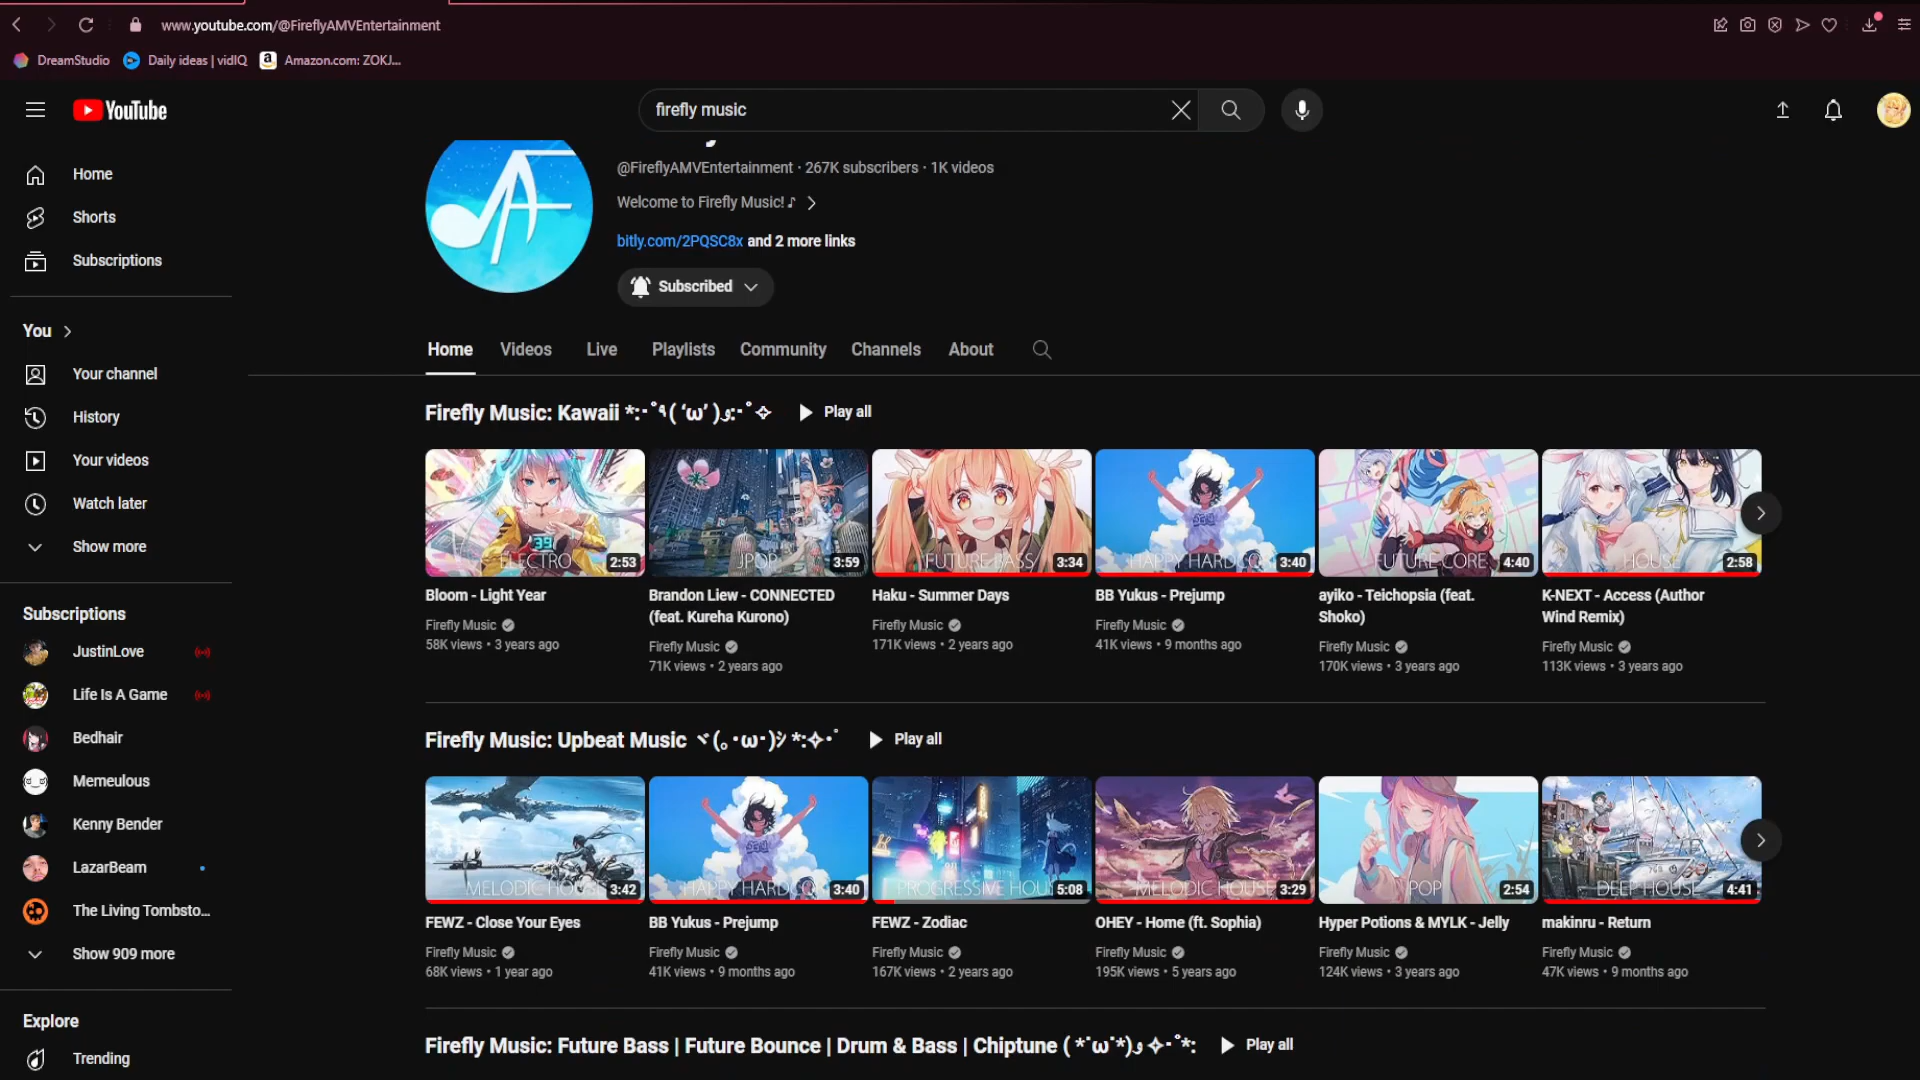 www.youtube.com/@FireflyAMVEntertainment
DreamStudio
Daily ideas | vidIQ
Amazon.com: ZOKJ...
YouTube
firefly music
Home
Shorts
Subscriptions
You
Your channel
History
Your videos
Watch later
Show more
Subscriptions
JustinLove
Life Is A Game
Bedhair
Memeulous
Kenny Bender
LazarBeam
The Living Tombsto...
Show 909 more
Explore
Trending
@FireflyAMVEntertainment · 267K subscribers · 1K videos
Welcome to Firefly Music! ♪
bitly.com/2PQSC8x and 2 more links
Subscribed
Home Videos Live Playlists Community Channels About
Firefly Music: Kawaii *:･ﾟ٩( ‘ω’ )و:･ﾟ✧ Play all
ELECTRO 2:53
JPOP 3:59
FUTURE BASS 3:34
HAPPY HARDCO 3:40
FUTURE CORE 4:40
HOUSE 2:58
Bloom - Light Year
Firefly Music
58K views • 3 years ago
Brandon Liew - CONNECTED
(feat. Kureha Kurono)
Firefly Music
71K views • 2 years ago
Haku - Summer Days
Firefly Music
171K views • 2 years ago
BB Yukus - Prejump
Firefly Music
41K views • 9 months ago
ayiko - Teichopsia (feat.
Shoko)
Firefly Music
170K views • 3 years ago
K-NEXT - Access (Author
Wind Remix)
Firefly Music
113K views • 3 years ago
Firefly Music: Upbeat Music ヾ(｡･ω･)ｼ *:✧･ﾟ Play all
MELODIC HOUSE 3:42
HAPPY HARDCO 3:40
PROGRESSIVE HOU 5:08
MELODIC HOUSE 3:29
POP 2:54
DEEP HOUSE 4:41
FEWZ - Close Your Eyes
Firefly Music
68K views • 1 year ago
BB Yukus - Prejump
Firefly Music
41K views • 9 months ago
FEWZ - Zodiac
Firefly Music
167K views • 2 years ago
OHEY - Home (ft. Sophia)
Firefly Music
195K views • 5 years ago
Hyper Potions & MYLK - Jelly
Firefly Music
124K views • 3 years ago
makinru - Return
Firefly Music
47K views • 9 months ago
Firefly Music: Future Bass | Future Bounce | Drum & Bass | Chiptune ( *˙ω˙*)و ✧･ﾟ*: Play all